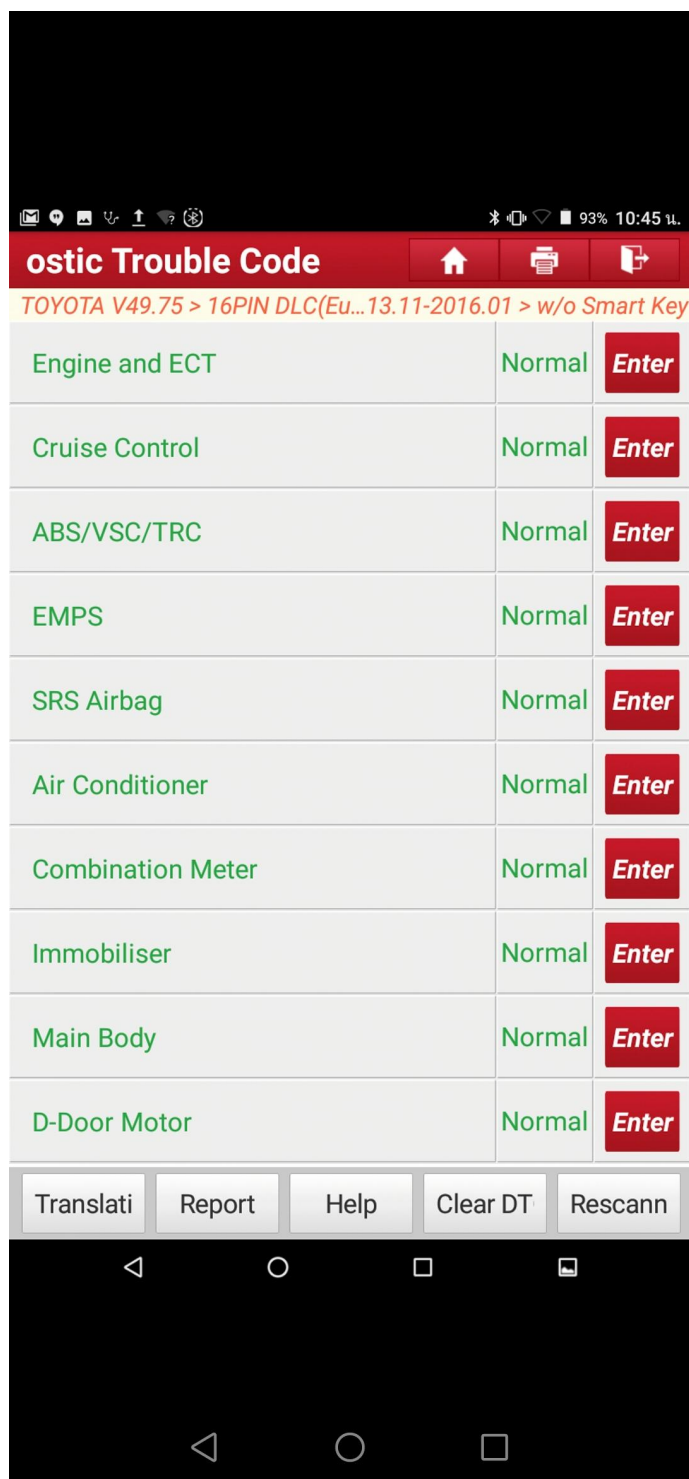 93% 10:45 น.
ostic Trouble Code
TOYOTA V49.75 > 16PIN DLC(Eu...13.11-2016.01 > w/o Smart Key
Engine and ECT Normal Enter
Cruise Control Normal Enter
ABS/VSC/TRC Normal Enter
EMPS Normal Enter
SRS Airbag Normal Enter
Air Conditioner Normal Enter
Combination Meter Normal Enter
Immobiliser Normal Enter
Main Body Normal Enter
D-Door Motor Normal Enter
Translati Report Help Clear DT Rescann